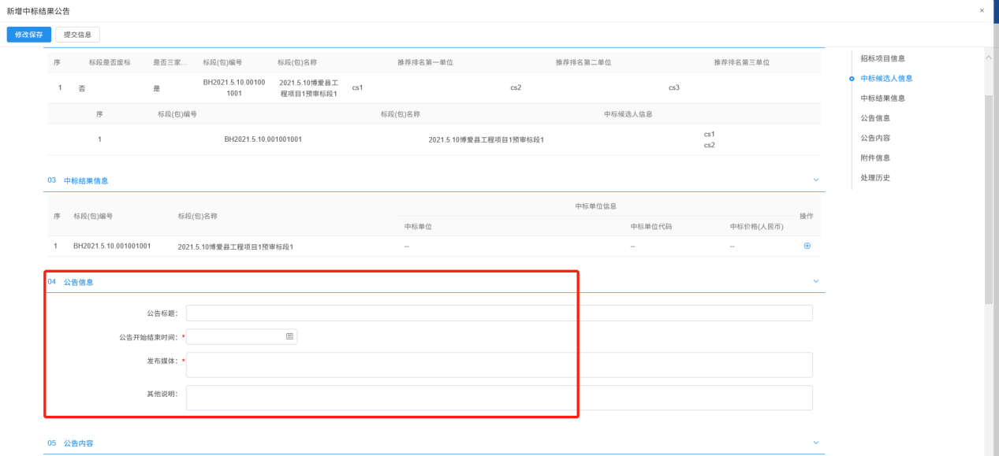 新增中标结果公告
×
修改保存 提交信息
序 标段是否废标 是否三家... 标段(包)编号 标段(包)名称 推荐排名第一单位 推荐排名第二单位 推荐排名第三单位
1 否 是 BH2021.5.10.00100 2021.5.10博爱县工 cs1 cs2 cs3
1001 程项目1预审标段1
序 标段(包)编号 标段(包)名称 中标候选人信息
1 BH2021.5.10.001001001 2021.5.10博爱县工程项目1预审标段1 cs1
cs2
03 中标结果信息
序 标段(包)编号 标段(包)名称 中标单位信息 操作
中标单位 中标单位代码 中标价格(人民币)
1 BH2021.5.10.001001001 2021.5.10博爱县工程项目1预审标段1 -- -- --
04 公告信息
公告标题:
公告开始结束时间: *
发布媒体: *
其他说明:
05 公告内容
招标项目信息
中标候选人信息
中标结果信息
公告信息
公告内容
附件信息
处理历史